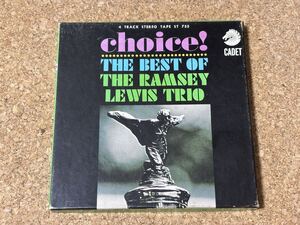 4 TRACK STEREO TAPE ST 755
choice!
CADET
THE BEST OF
THE RAMSEY
LEWIS TRIO